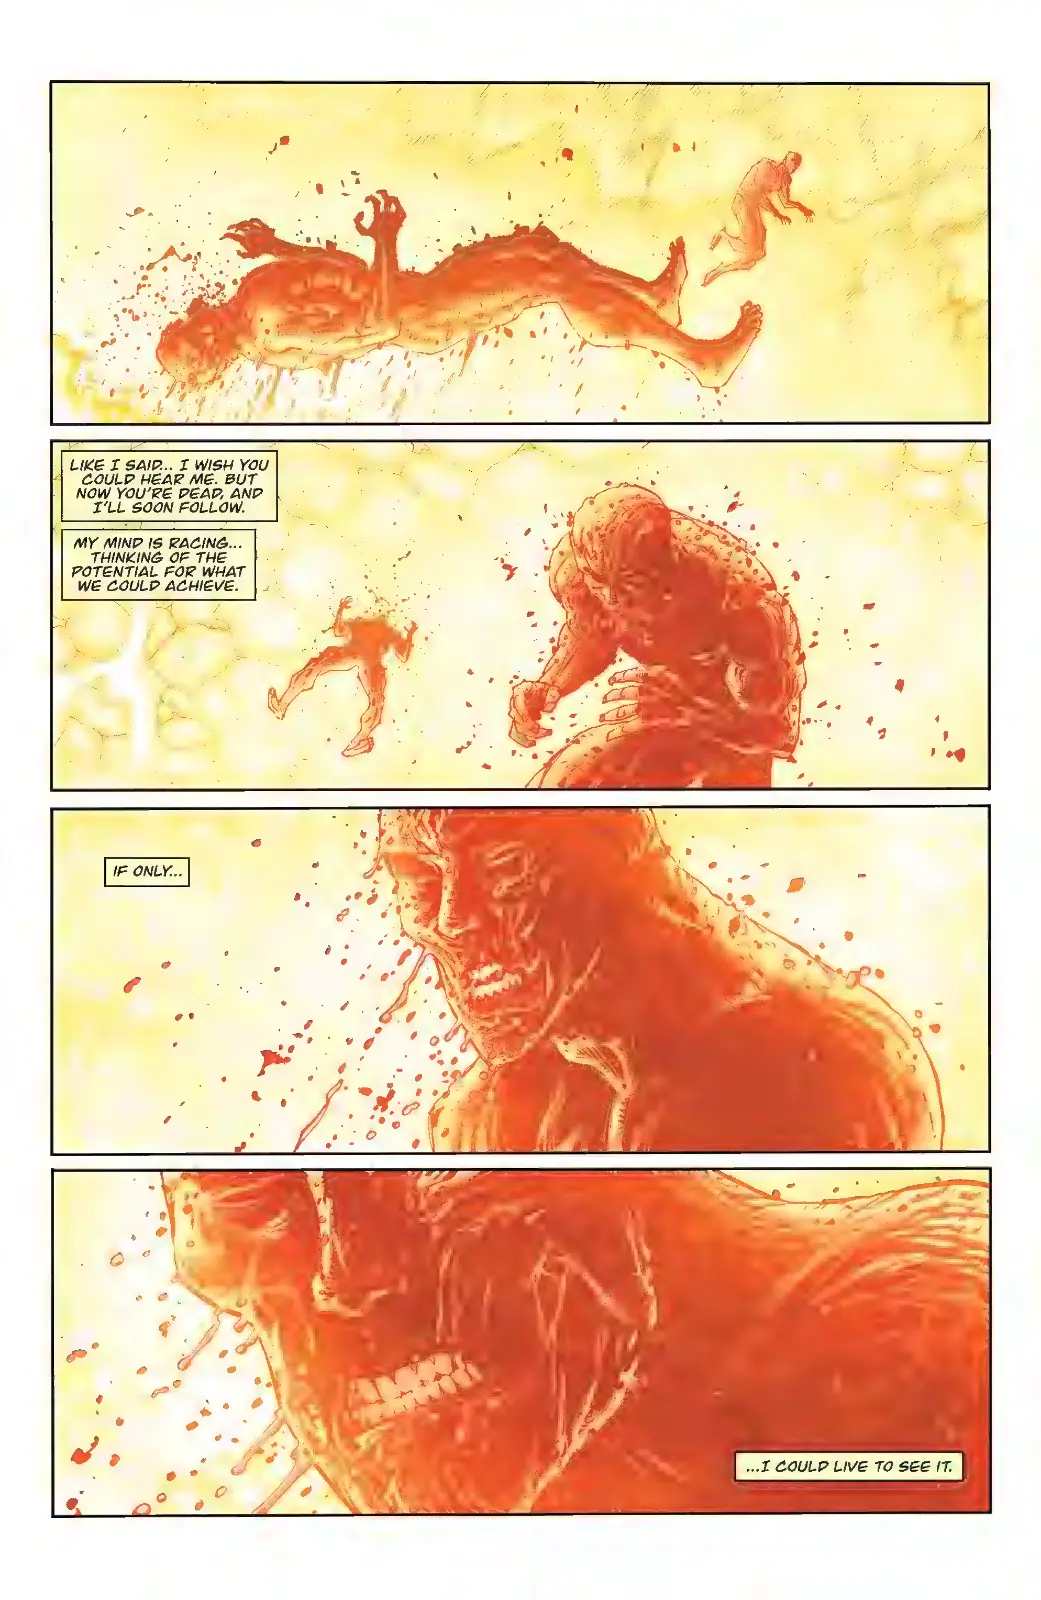 LIKE I SAID... I WISH YOU
COULD HEAR ME. BUT
NOW YOU'RE DEAD, AND
I'LL SOON FOLLOW.
MY MIND IS RACING...
THINKING OF THE
POTENTIAL FOR WHAT
WE COULD ACHIEVE.
IF ONLY...
...I COULD LIVE TO SEE IT.